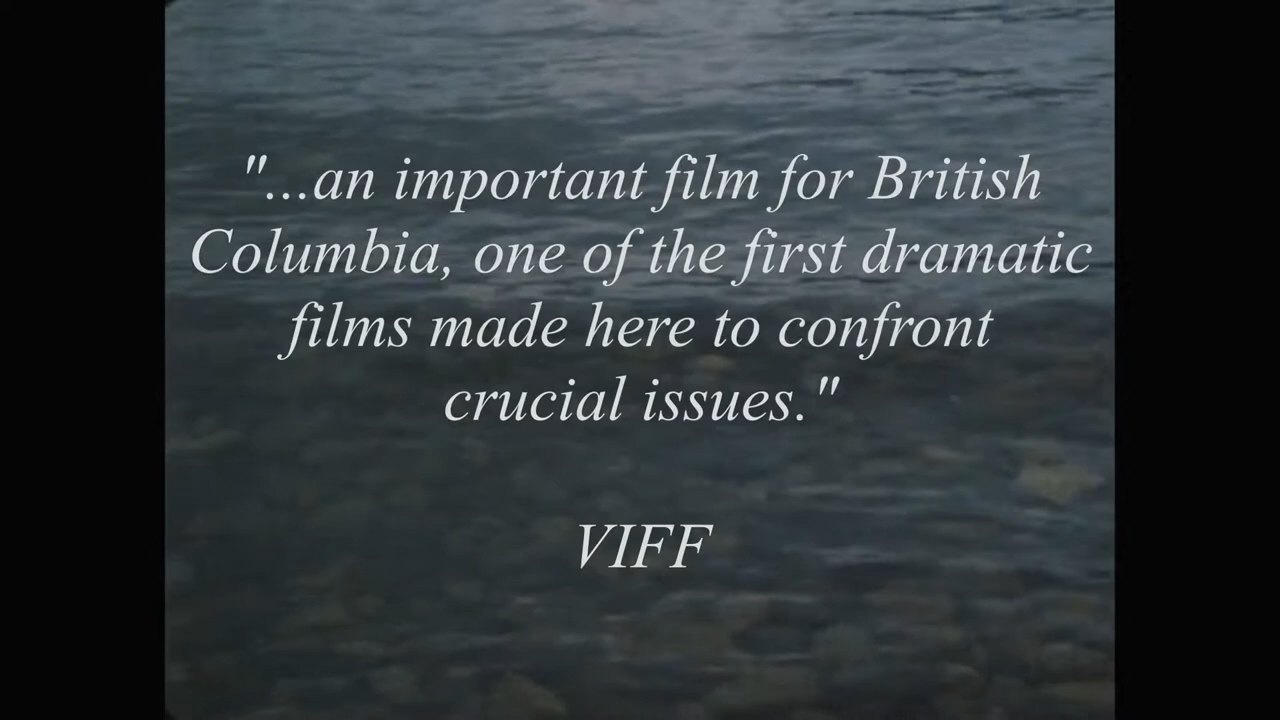 "...an important film for British
Columbia, one of the first dramatic
films made here to confront
crucial issues."
VIFF